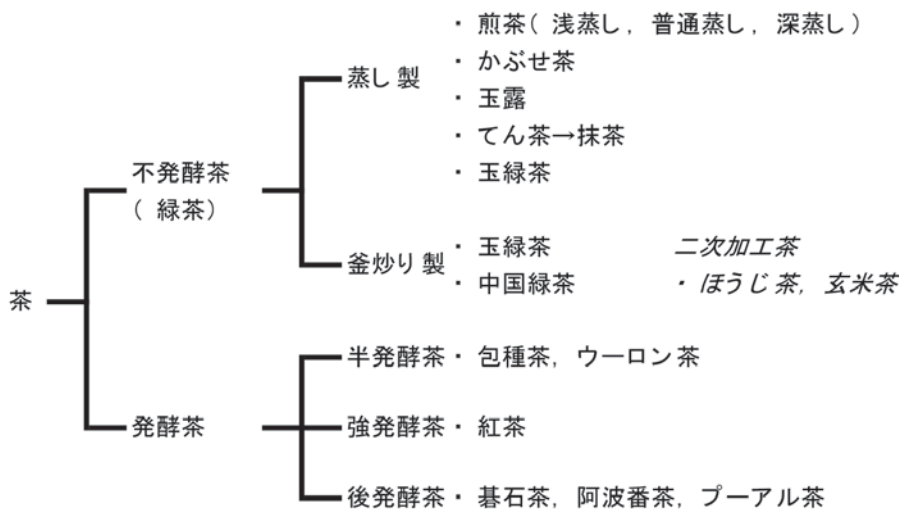 ・ 煎茶( 浅蒸し, 普通蒸し, 深蒸し)
蒸し製
・ かぶせ茶
・ 玉露
・ てん茶→抹茶
・ 玉緑茶
不発酵茶
( 緑茶)
釜炒り製
・ 玉緑茶
二次加工茶
・ 中国緑茶
・ ほうじ茶, 玄米茶
茶
半発酵茶・ 包種茶, ウーロン茶
発酵茶
強発酵茶・ 紅茶
後発酵茶・ 碁石茶, 阿波番茶, プーアル茶